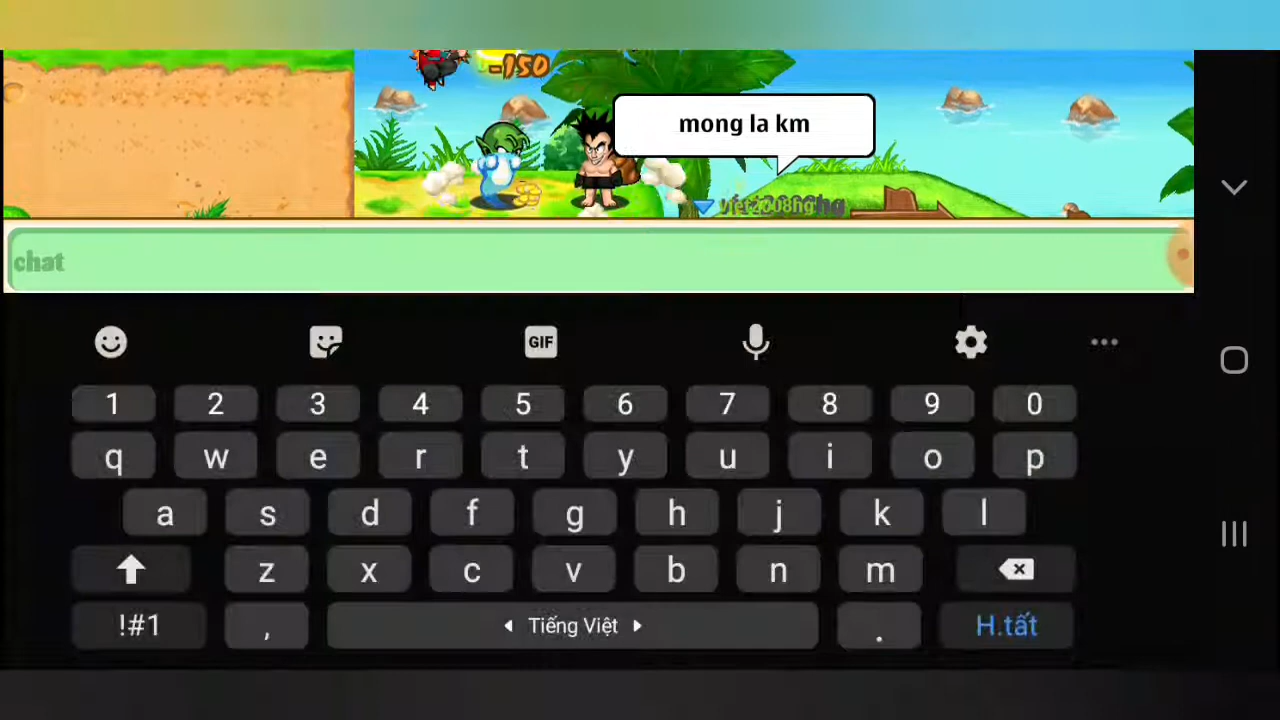 -150
mong la km
chat
GIF
1 2 3 4 5 6 7 8 9 0
q w e r t y u i o p
a s d f g h j k l
z x c v b n m
!#1 , Tiếng Việt . H.tất